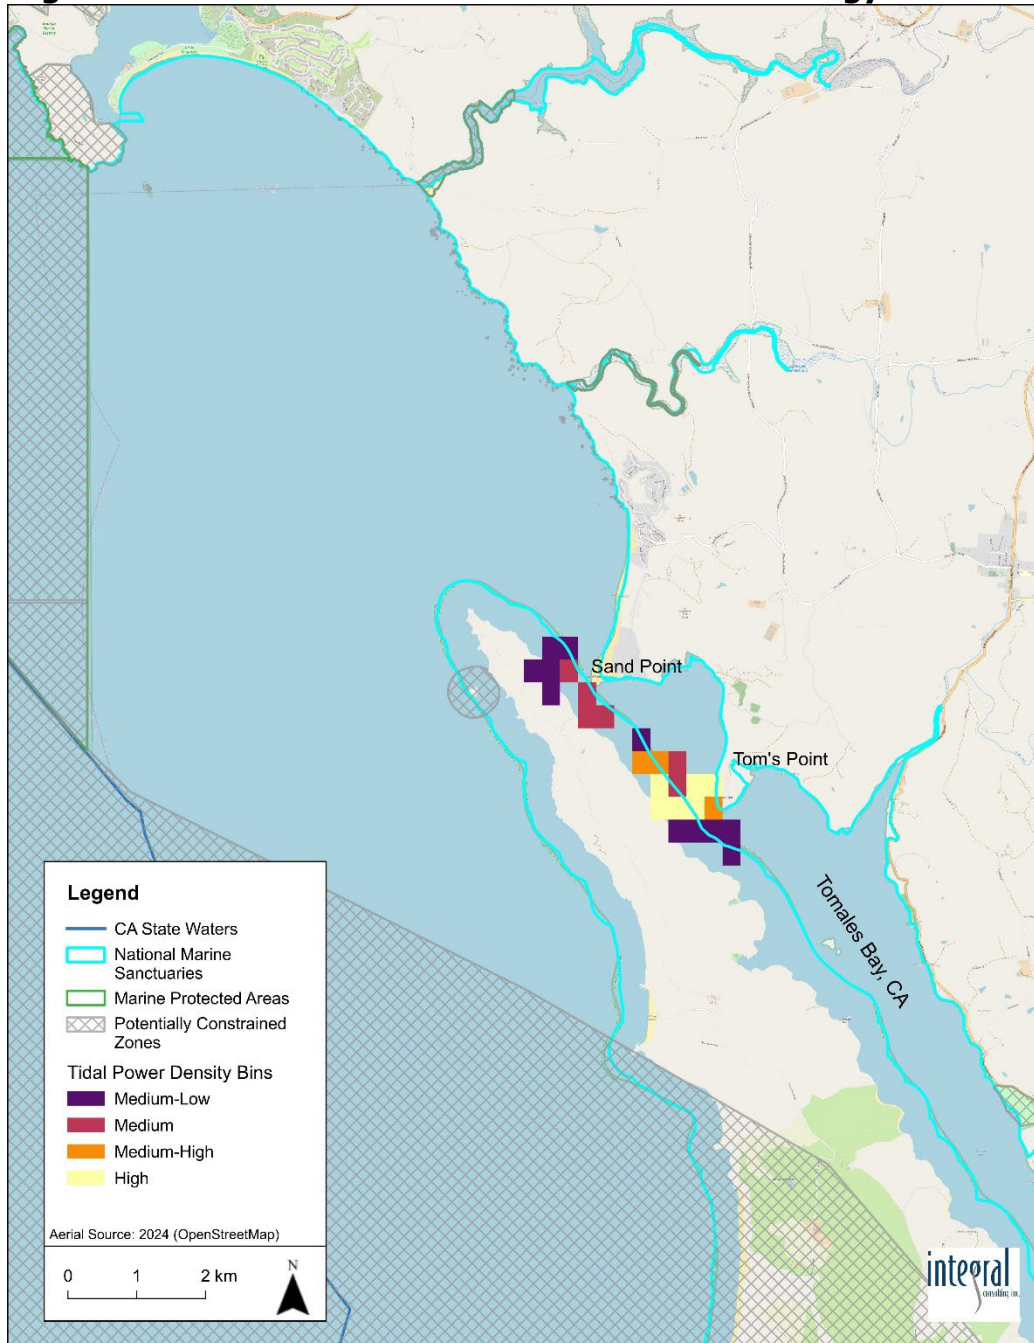 Sand Point
Tom's Point
Tomales Bay, CA
Legend
CA State Waters
National Marine
Sanctuaries
Marine Protected Areas
Potentially Constrained
Zones
Tidal Power Density Bins
Medium-Low
Medium
Medium-High
High
Aerial Source: 2024 (OpenStreetMap)
0 1 2 km
N
integral
consulting inc.